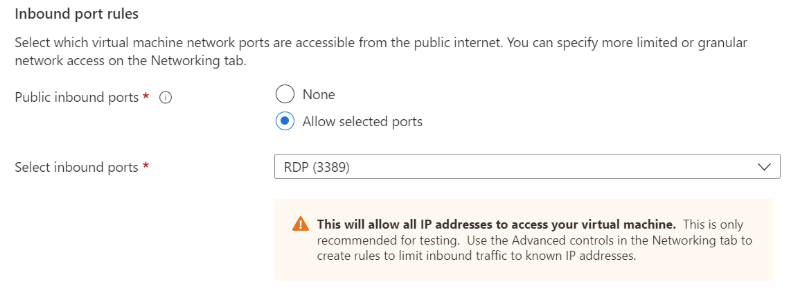 Inbound port rules
Select which virtual machine network ports are accessible from the public internet. You can specify more limited or granular
network access on the Networking tab.
Public inbound ports *
None
Allow selected ports
Select inbound ports *
RDP (3389)
This will allow all IP addresses to access your virtual machine. This is only
recommended for testing. Use the Advanced controls in the Networking tab to
create rules to limit inbound traffic to known IP addresses.